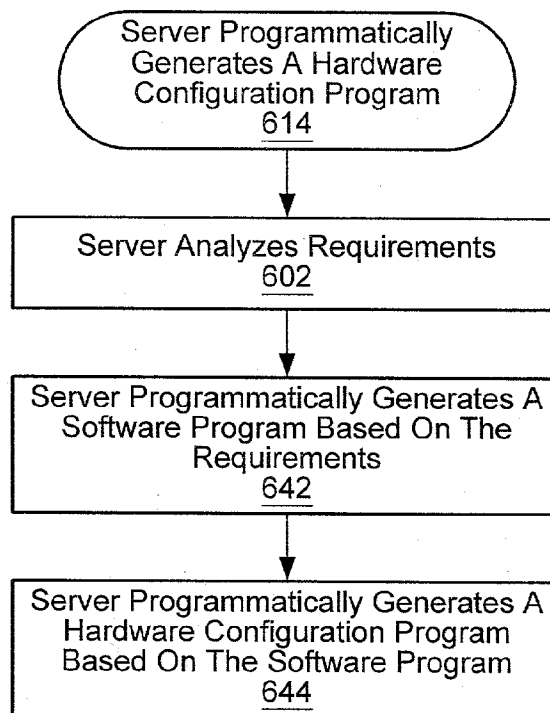 Server Programmatically
Generates A Hardware
Configuration Program
614
Server Analyzes Requirements
602
Server Programmatically Generates A
Software Program Based On The
Requirements
642
Server Programmatically Generates A
Hardware Configuration Program
Based On The Software Program
644